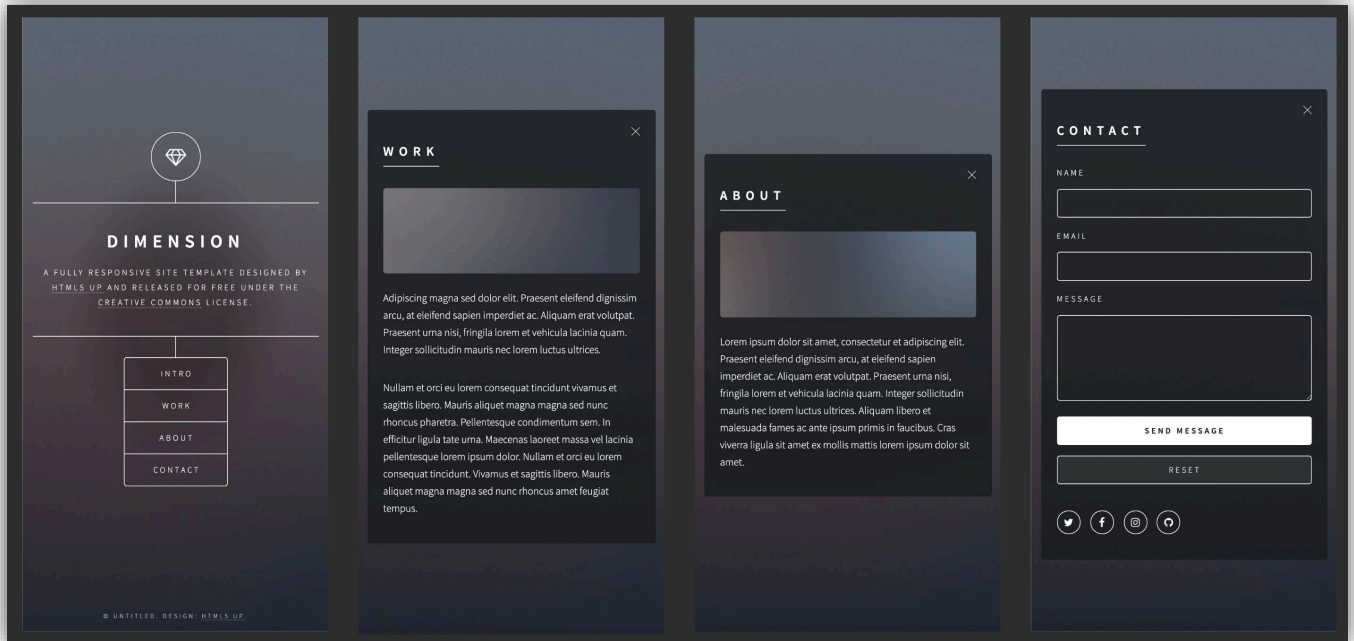 DIMENSION
A FULLY RESPONSIVE SITE TEMPLATE DESIGNED BY
HTML5 UP AND RELEASED FOR FREE UNDER THE
CREATIVE COMMONS LICENSE.
INTRO
WORK
ABOUT
CONTACT
© UNTITLED. DESIGN: HTML5 UP.
WORK
Adipiscing magna sed dolor elit. Praesent eleifend dignissim
arcu, at eleifend sapien imperdiet ac. Aliquam erat volutpat.
Praesent urna nisi, fringila lorem et vehicula lacinia quam.
Integer sollicitudin mauris nec lorem luctus ultrices.
Nullam et orci eu lorem consequat tincidunt vivamus et
sagittis libero. Mauris aliquet magna magna sed nunc
rhoncus pharetra. Pellentesque condimentum sem. In
efficitur ligula tate urna. Maecenas laoreet massa vel lacinia
pellentesque lorem ipsum dolor. Nullam et orci eu lorem
consequat tincidunt. Vivamus et sagittis libero. Mauris
aliquet magna magna sed nunc rhoncus amet feugiat
tempus.
ABOUT
Lorem ipsum dolor sit amet, consectetur et adipiscing elit.
Praesent eleifend dignissim arcu, at eleifend sapien
imperdiet ac. Aliquam erat volutpat. Praesent urna nisi,
fringila lorem et vehicula lacinia quam. Integer sollicitudin
mauris nec lorem luctus ultrices. Aliquam libero et
malesuada fames ac ante ipsum primis in faucibus. Cras
viverra ligula sit amet ex mollis mattis lorem ipsum dolor sit
amet.
CONTACT
NAME
EMAIL
MESSAGE
SEND MESSAGE
RESET